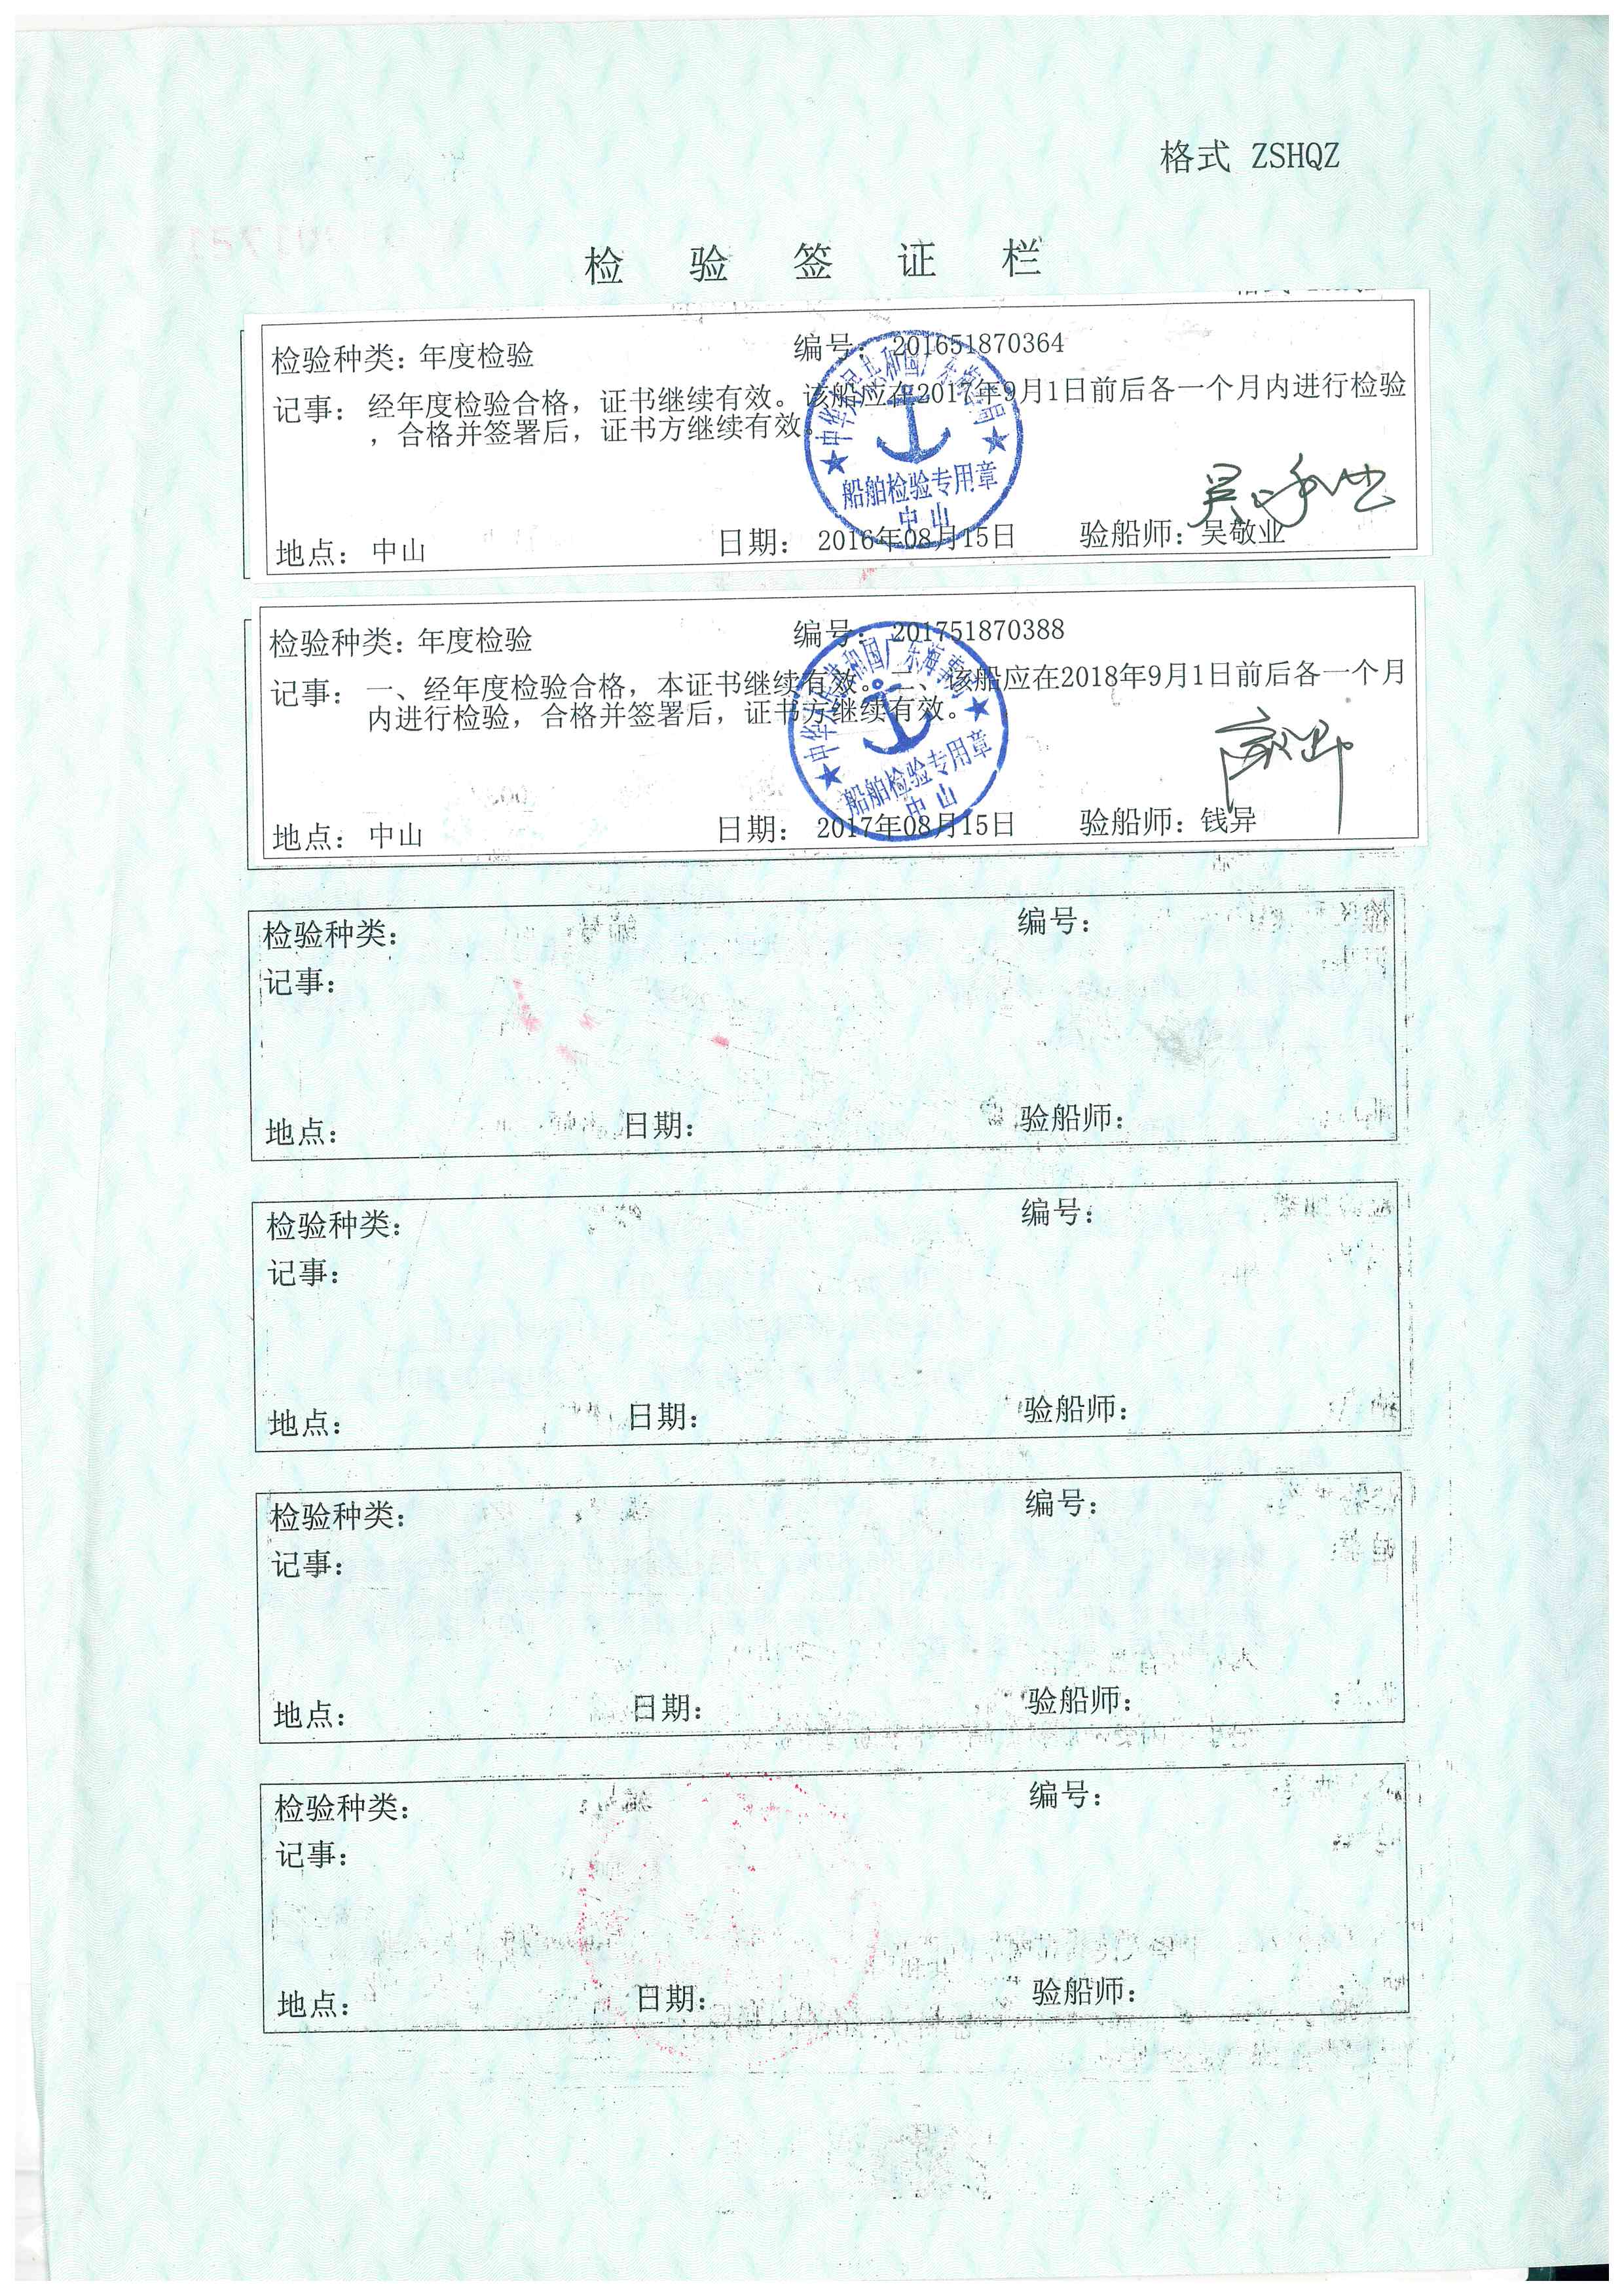 格式 ZSHQZ
检验签证栏
检验种类：年度检验 编号：201651870364
记事：经年度检验合格，证书继续有效。该船应在2017年9月1日前后各一个月内进行检验
，合格并签署后，证书方继续有效。
中华人民共和国广东海事局
船舶检验专用章
中山
地点：中山 日期：2016年08月15日 验船师：吴敬业
检验种类：年度检验 编号：201751870388
记事：一、经年度检验合格，本证书继续有效。二、该船应在2018年9月1日前后各一个月
内进行检验，合格并签署后，证书方继续有效。
中华人民共和国广东海事局
船舶检验专用章
中山
地点：中山 日期：2017年08月15日 验船师：钱异
检验种类： 编号：
记事：
地点： 日期： 验船师：
检验种类： 编号：
记事：
地点： 日期： 验船师：
检验种类： 编号：
记事：
地点： 日期： 验船师：
检验种类： 编号：
记事：
地点： 日期： 验船师：